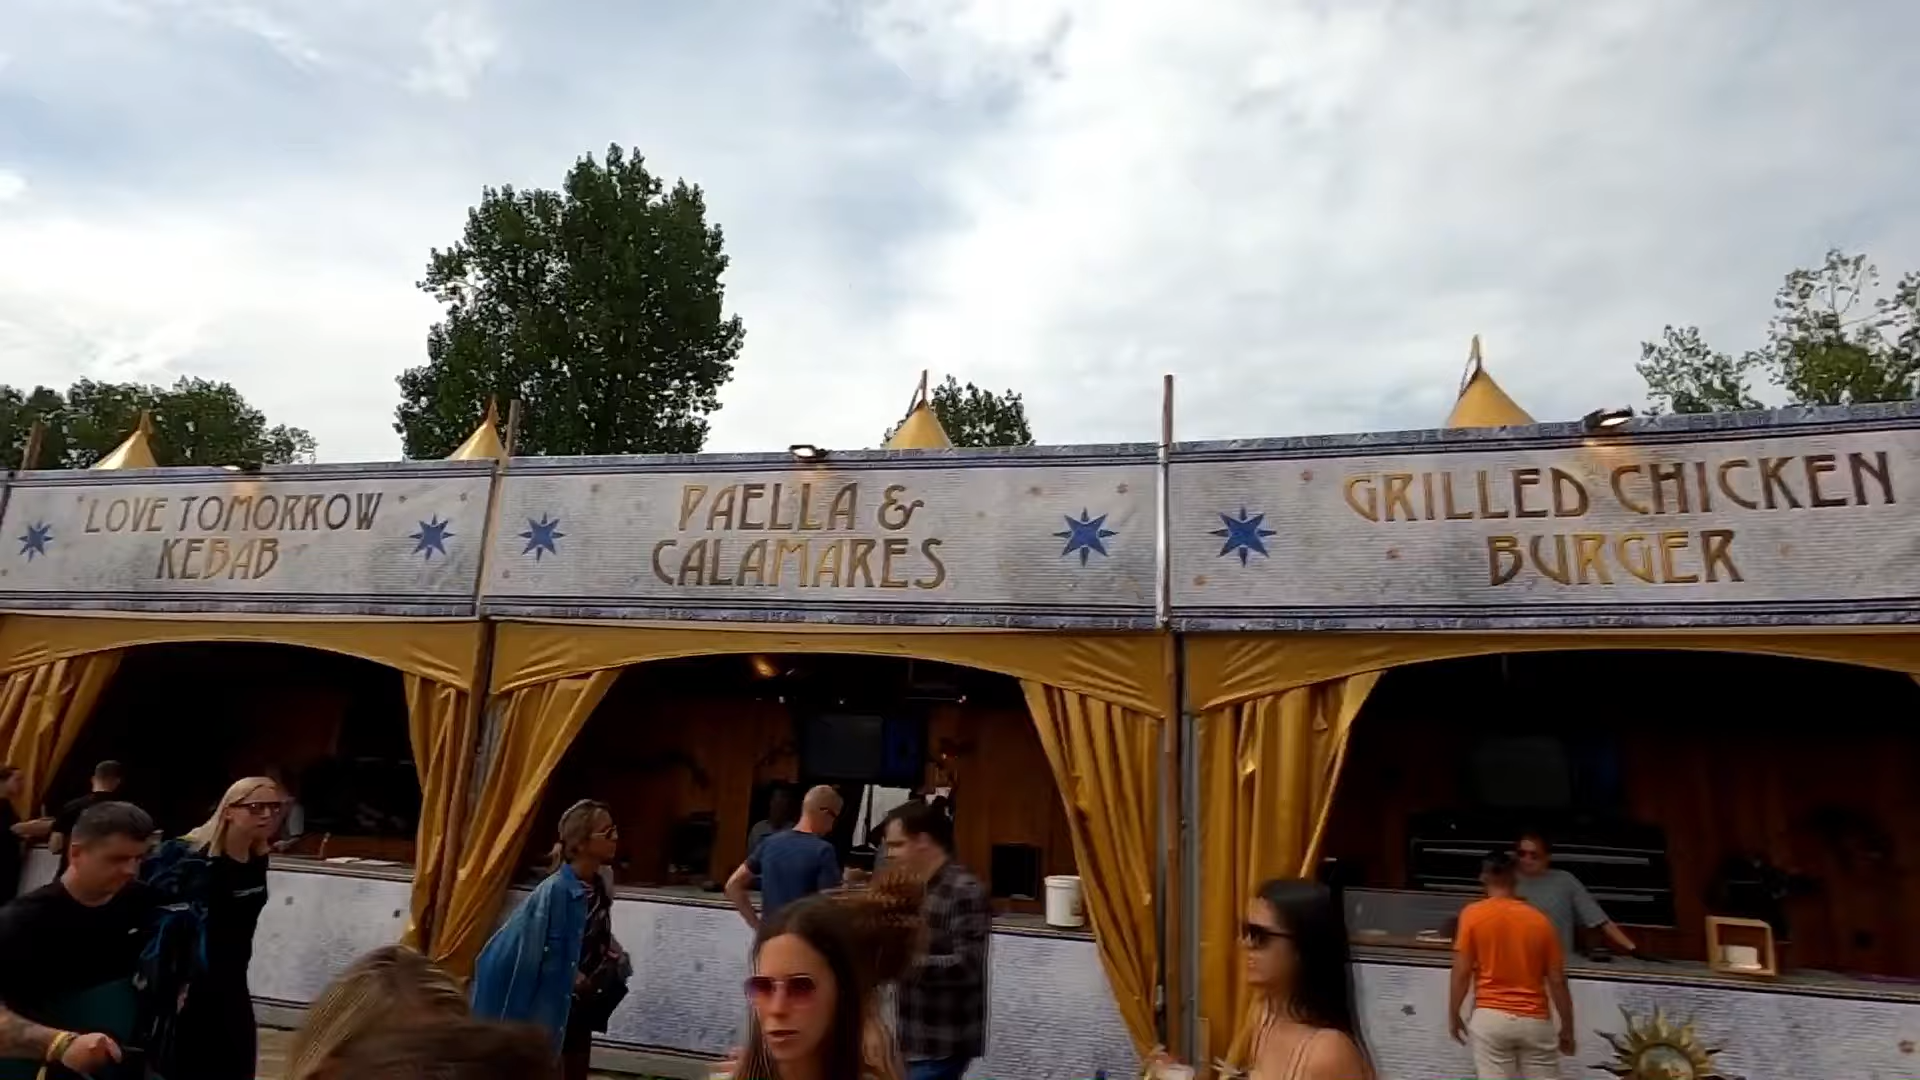 LOVE TOMORROW
KEBAB
PAELLA &
CALAMARES
GRILLED CHICKEN
BURGER